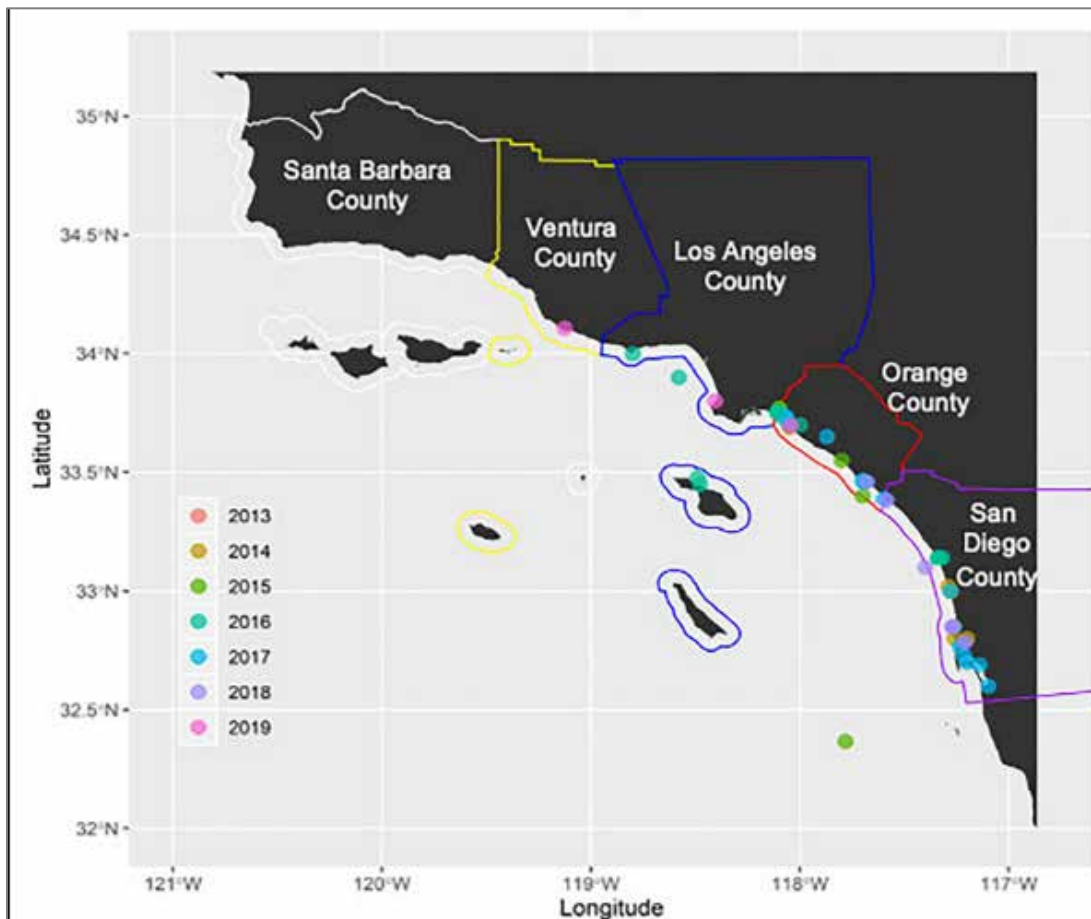 35°N
34.5°N
34°N
33.5°N
33°N
32.5°N
32°N
Latitude
Santa Barbara
County
Ventura
County
Los Angeles
County
Orange
County
San
Diego
County
2013
2014
2015
2016
2017
2018
2019
121°W
120°W
119°W
118°W
117°W
Longitude